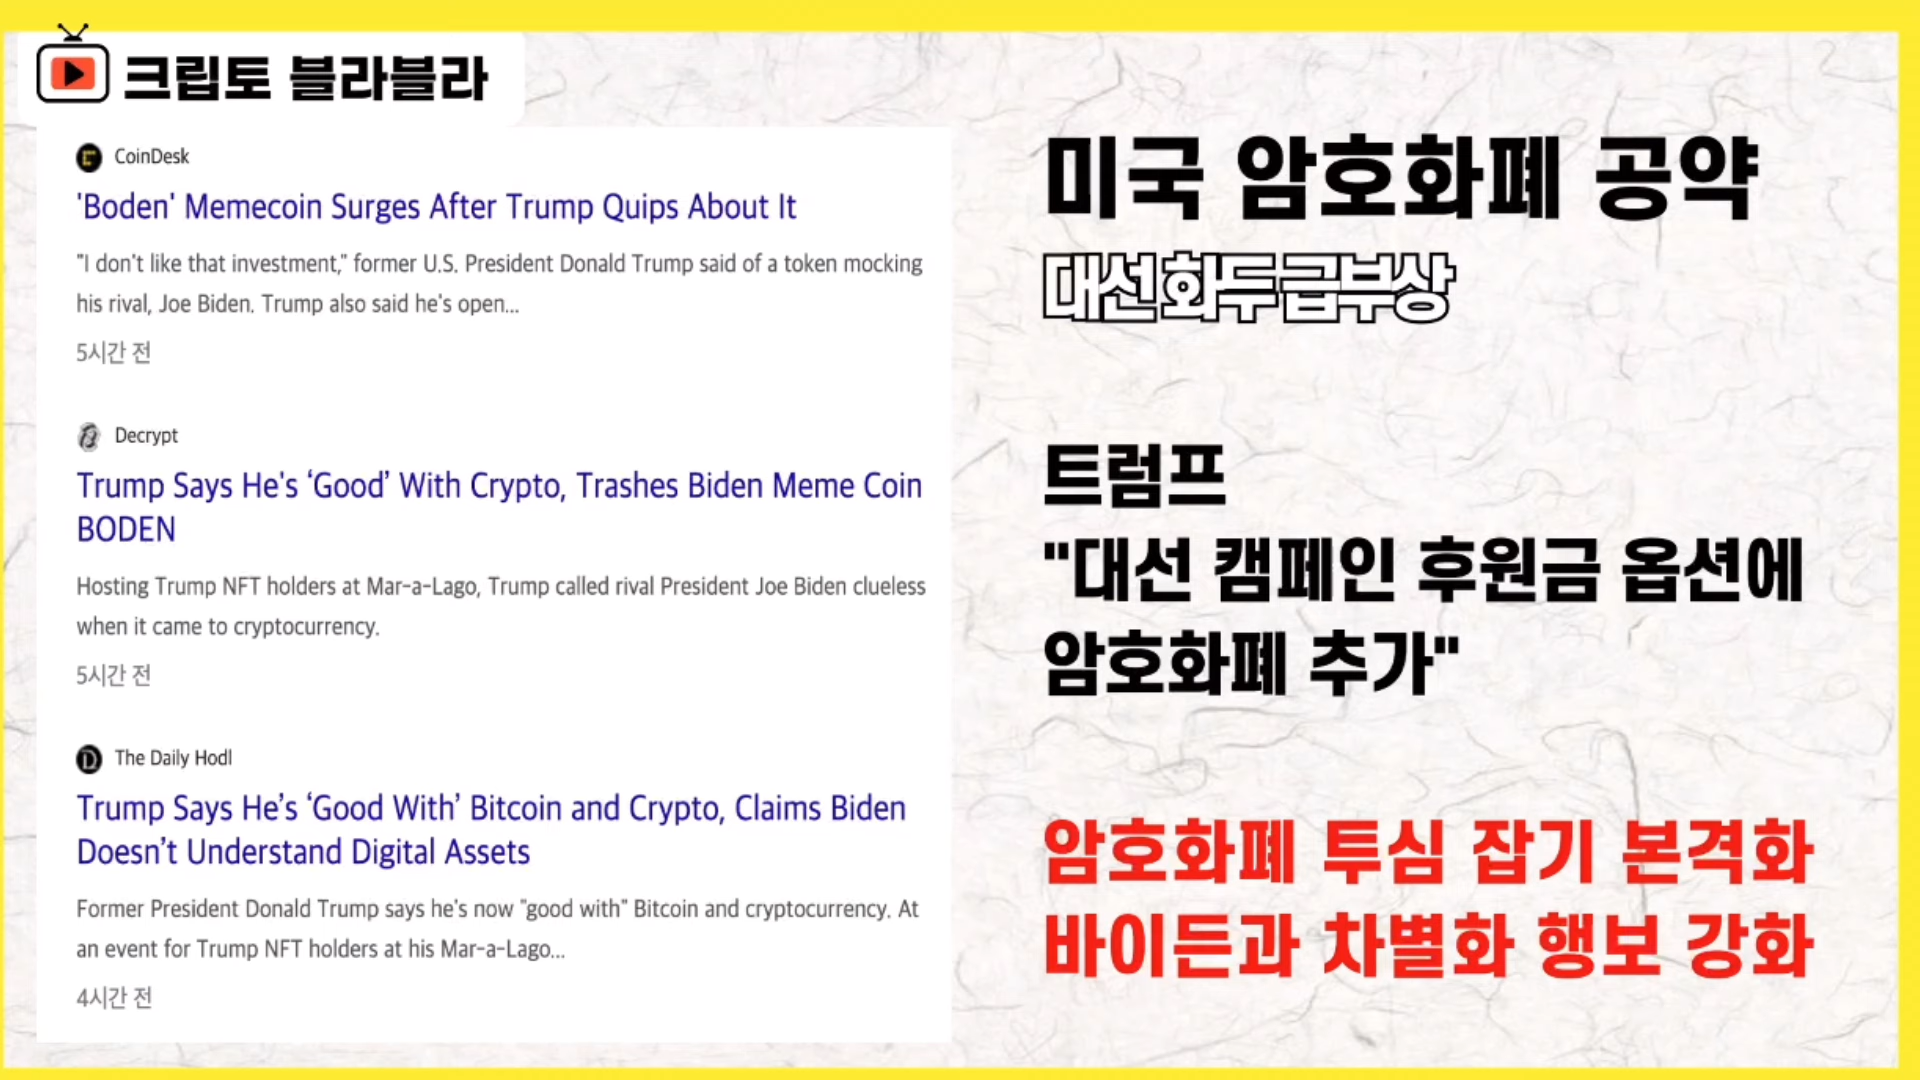 크립토 블라블라
CoinDesk
'Boden' Memecoin Surges After Trump Quips About It
"I don't like that investment," former U.S. President Donald Trump said of a token mocking
his rival, Joe Biden. Trump also said he's open...
5시간 전
Decrypt
Trump Says He's ‘Good’ With Crypto, Trashes Biden Meme Coin
BODEN
Hosting Trump NFT holders at Mar-a-Lago, Trump called rival President Joe Biden clueless
when it came to cryptocurrency.
5시간 전
The Daily Hodl
Trump Says He’s ‘Good With’ Bitcoin and Crypto, Claims Biden
Doesn’t Understand Digital Assets
Former President Donald Trump says he's now "good with" Bitcoin and cryptocurrency. At
an event for Trump NFT holders at his Mar-a-Lago...
4시간 전
미국 암호화폐 공약
대선 화두 급부상
트럼프
"대선 캠페인 후원금 옵션에
암호화폐 추가"
암호화폐 투심 잡기 본격화
바이든과 차별화 행보 강화